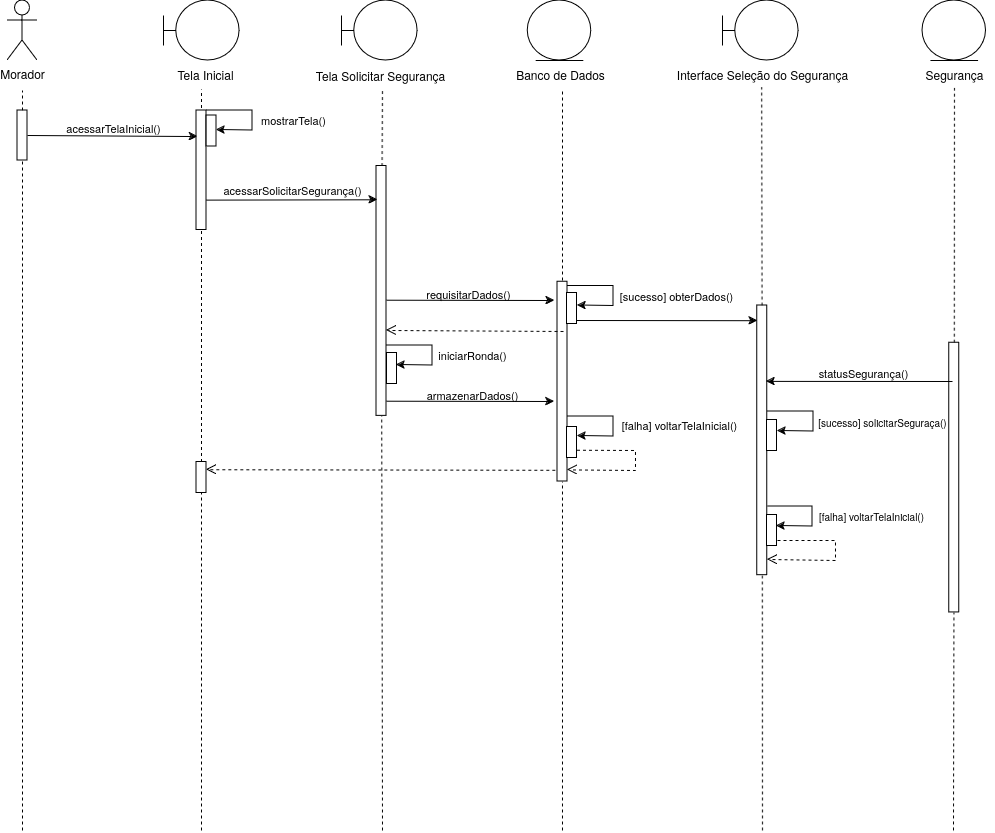 Morador
Tela Inicial
Tela Solicitar Segurança
Banco de Dados
Interface Seleção do Segurança
Segurança
acessarTelaInicial()
mostrarTela()
acessarSolicitarSegurança()
requisitarDados()
[sucesso] obterDados()
iniciarRonda()
statusSegurança()
armazenarDados()
[falha] voltarTelaInicial()
[sucesso] solicitarSeguraça()
[falha] voltarTelaInicial()